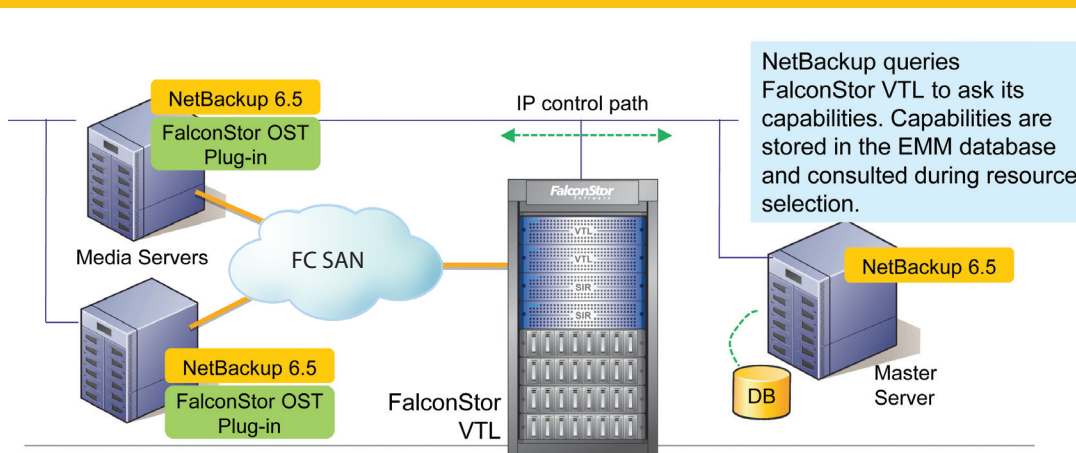 NetBackup 6.5
FalconStor OST
Plug-in
Media Servers
FC SAN
NetBackup 6.5
FalconStor OST
Plug-in
IP control path
FalconStor
Software
VTL
VTL
SIR
SIR
FalconStor
VTL
NetBackup queries
FalconStor VTL to ask its
capabilities. Capabilities are
stored in the EMM database
and consulted during resource
selection.
NetBackup 6.5
Master
Server
DB